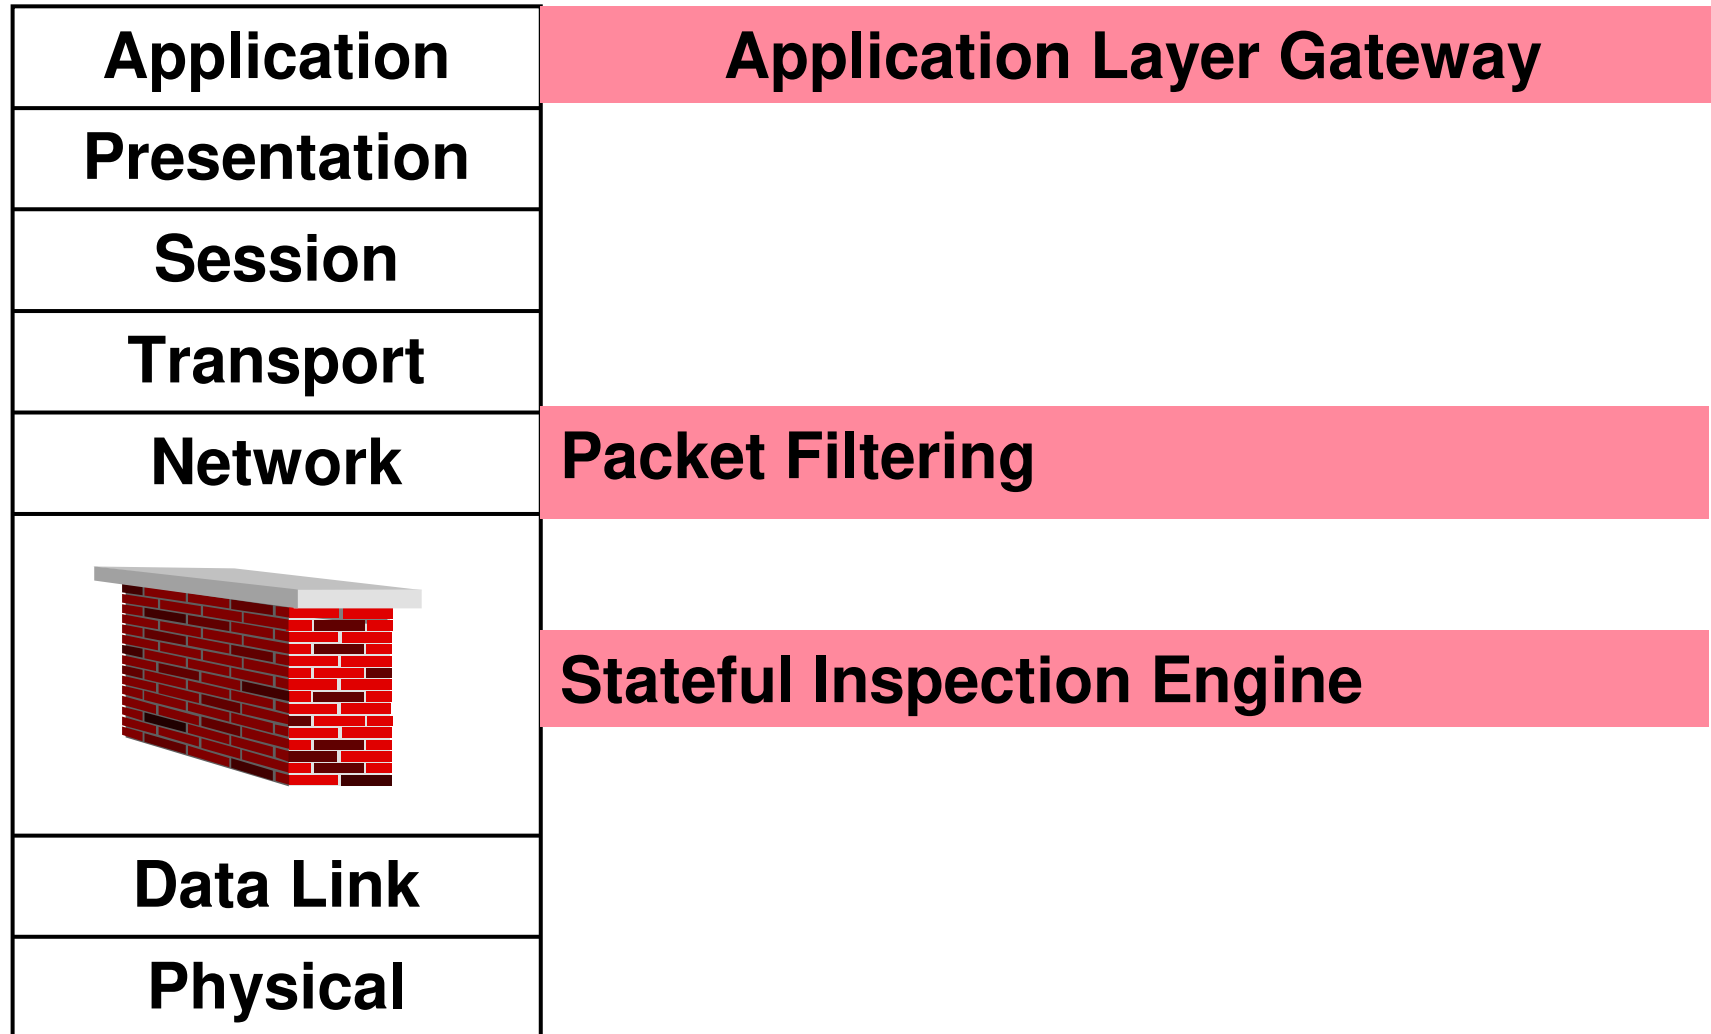 Application
Application Layer Gateway
Presentation
Session
Transport
Network
Packet Filtering
Stateful Inspection Engine
Data Link
Physical